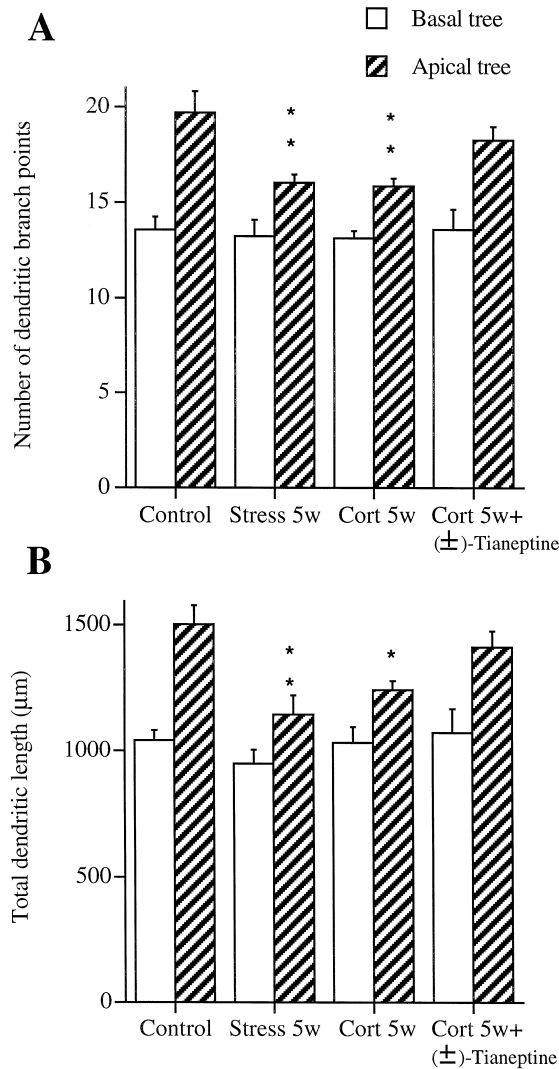 A
Basal tree
Apical tree
Number of dendritic branch points
20
15
10
5
0
* *
* *
Control Stress 5w Cort 5w Cort 5w+
(±)-Tianeptine
B
Total dendritic length (μm)
1500
1000
500
0
* *
*
Control Stress 5w Cort 5w Cort 5w+
(±)-Tianeptine